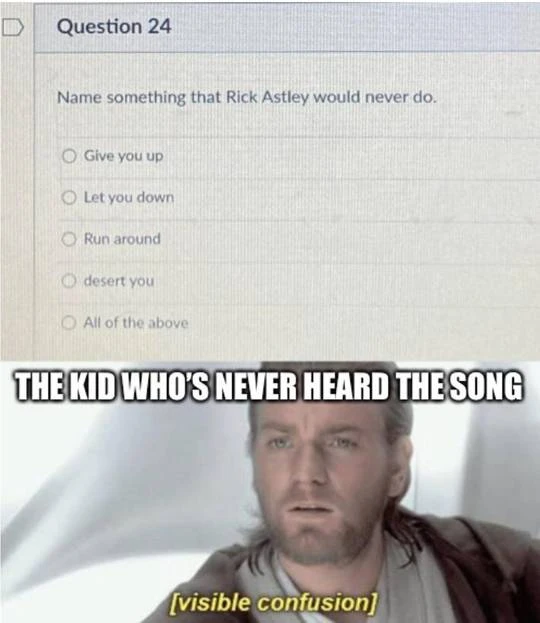 Question 24
Name something that Rick Astley would never do.
Give you up
Let you down
Run around
desert you
All of the above
THE KID WHO'S NEVER HEARD THE SONG
[visible confusion]